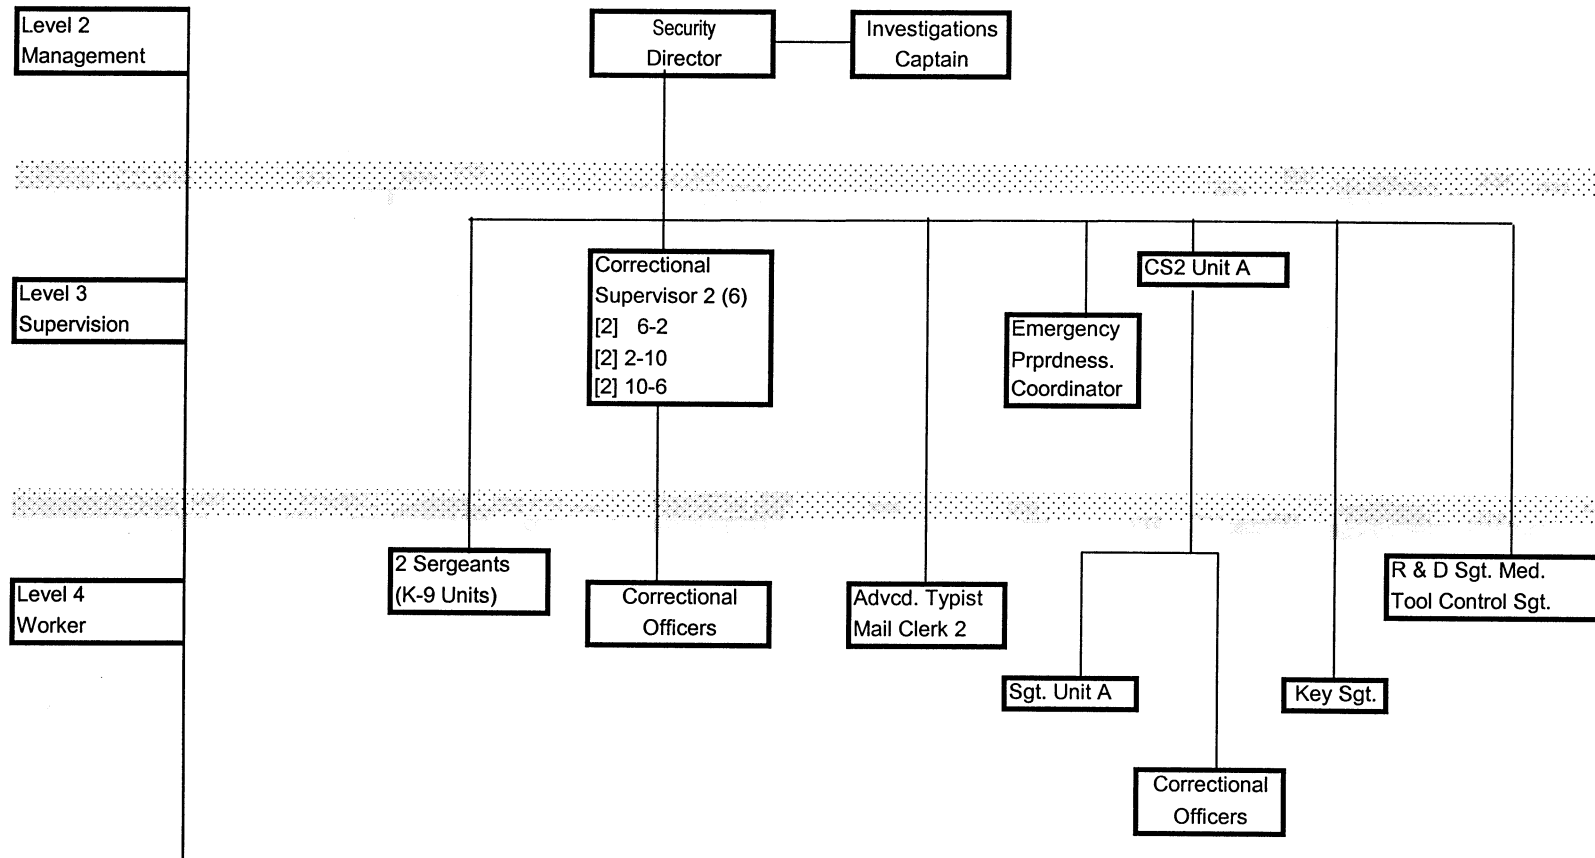 Level 2
Management
Security
Director
Investigations
Captain
Level 3
Supervision
Correctional
Supervisor 2 (6)
[2] 6-2
[2] 2-10
[2] 10-6
Emergency
Prprdness.
Coordinator
CS2 Unit A
Level 4
Worker
2 Sergeants
(K-9 Units)
Correctional
Officers
Advcd. Typist
Mail Clerk 2
Sgt. Unit A
Correctional
Officers
Key Sgt.
R & D Sgt. Med.
Tool Control Sgt.